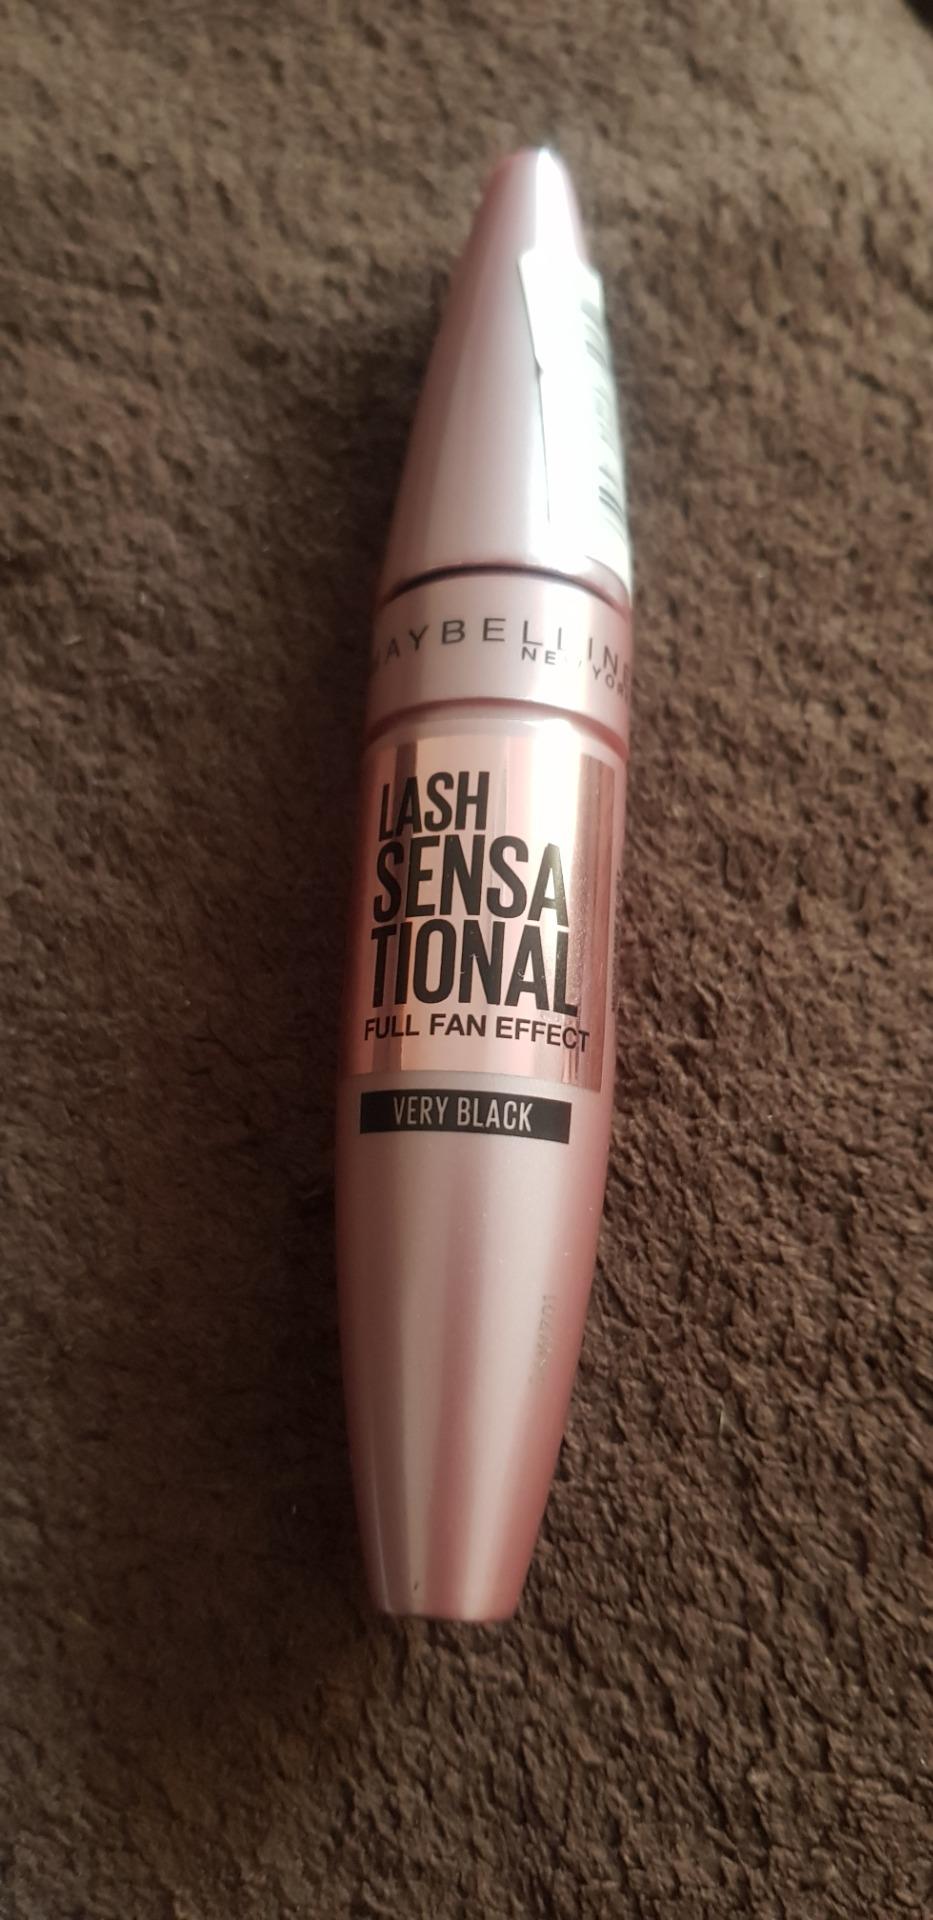 MAYBELLINE
NEW YORK
LASH
SENSA
TIONAL
FULL FAN EFFECT
VERY BLACK